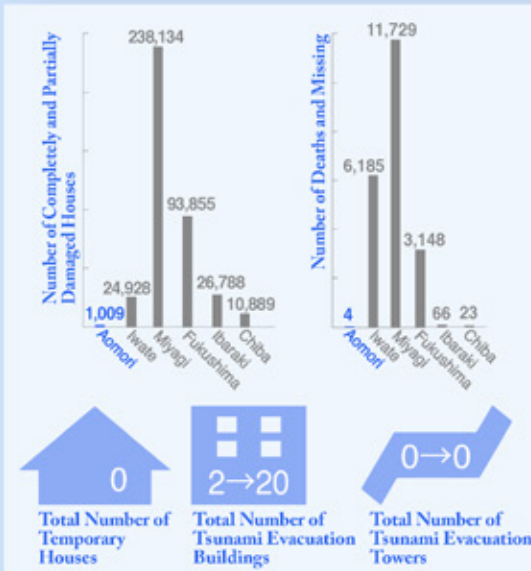 Number of Completely and Partially
Damaged Houses
238,134
93,855
24,928
26,788
10,889
1,009
Aomori
Iwate
Miyagi
Fukushima
Ibaraki
Chiba
Number of Deaths and Missing
11,729
6,185
3,148
66
23
4
Aomori
Iwate
Miyagi
Fukushima
Ibaraki
Chiba
0
Total Number of
Temporary
Houses
2→20
Total Number of
Tsunami Evacuation
Buildings
0→0
Total Number of
Tsunami Evacuation
Towers